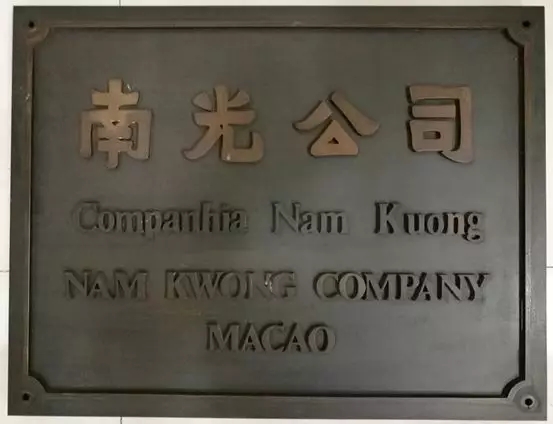 南光公司
Companhia Nam Kuong
NAM KWONG COMPANY
MACAO